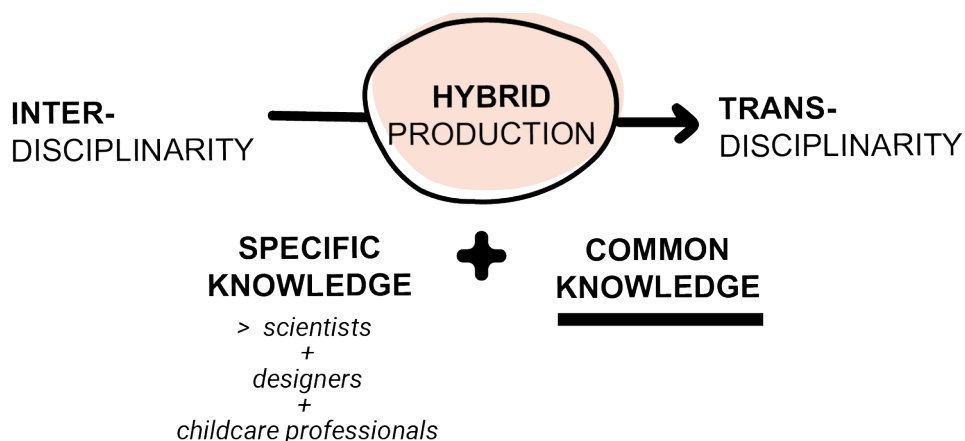 INTER-
DISCIPLINARITY
HYBRID
PRODUCTION
TRANS-
DISCIPLINARITY
SPECIFIC
KNOWLEDGE
> scientists
+
designers
+
childcare professionals
COMMON
KNOWLEDGE